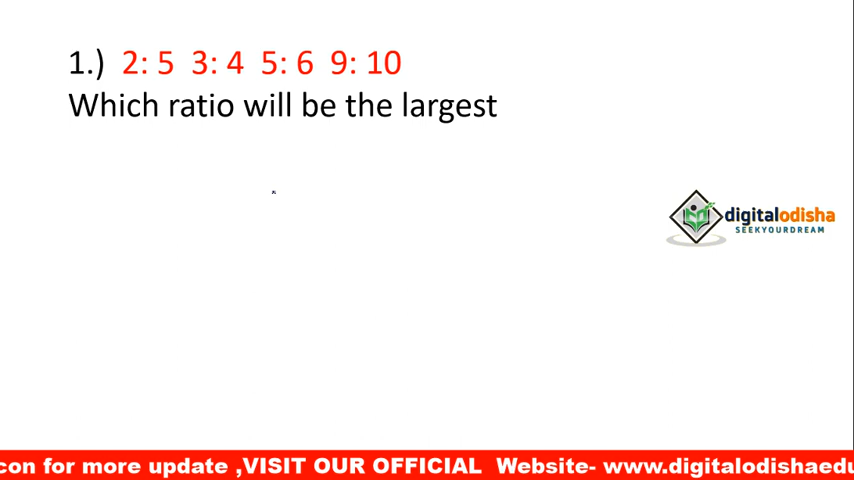 1.) 2: 5 3: 4 5: 6 9: 10
Which ratio will be the largest
digitalodisha
SEEKYOURDREAM
con for more update ,VISIT OUR OFFICIAL Website- www.digitalodishaedu